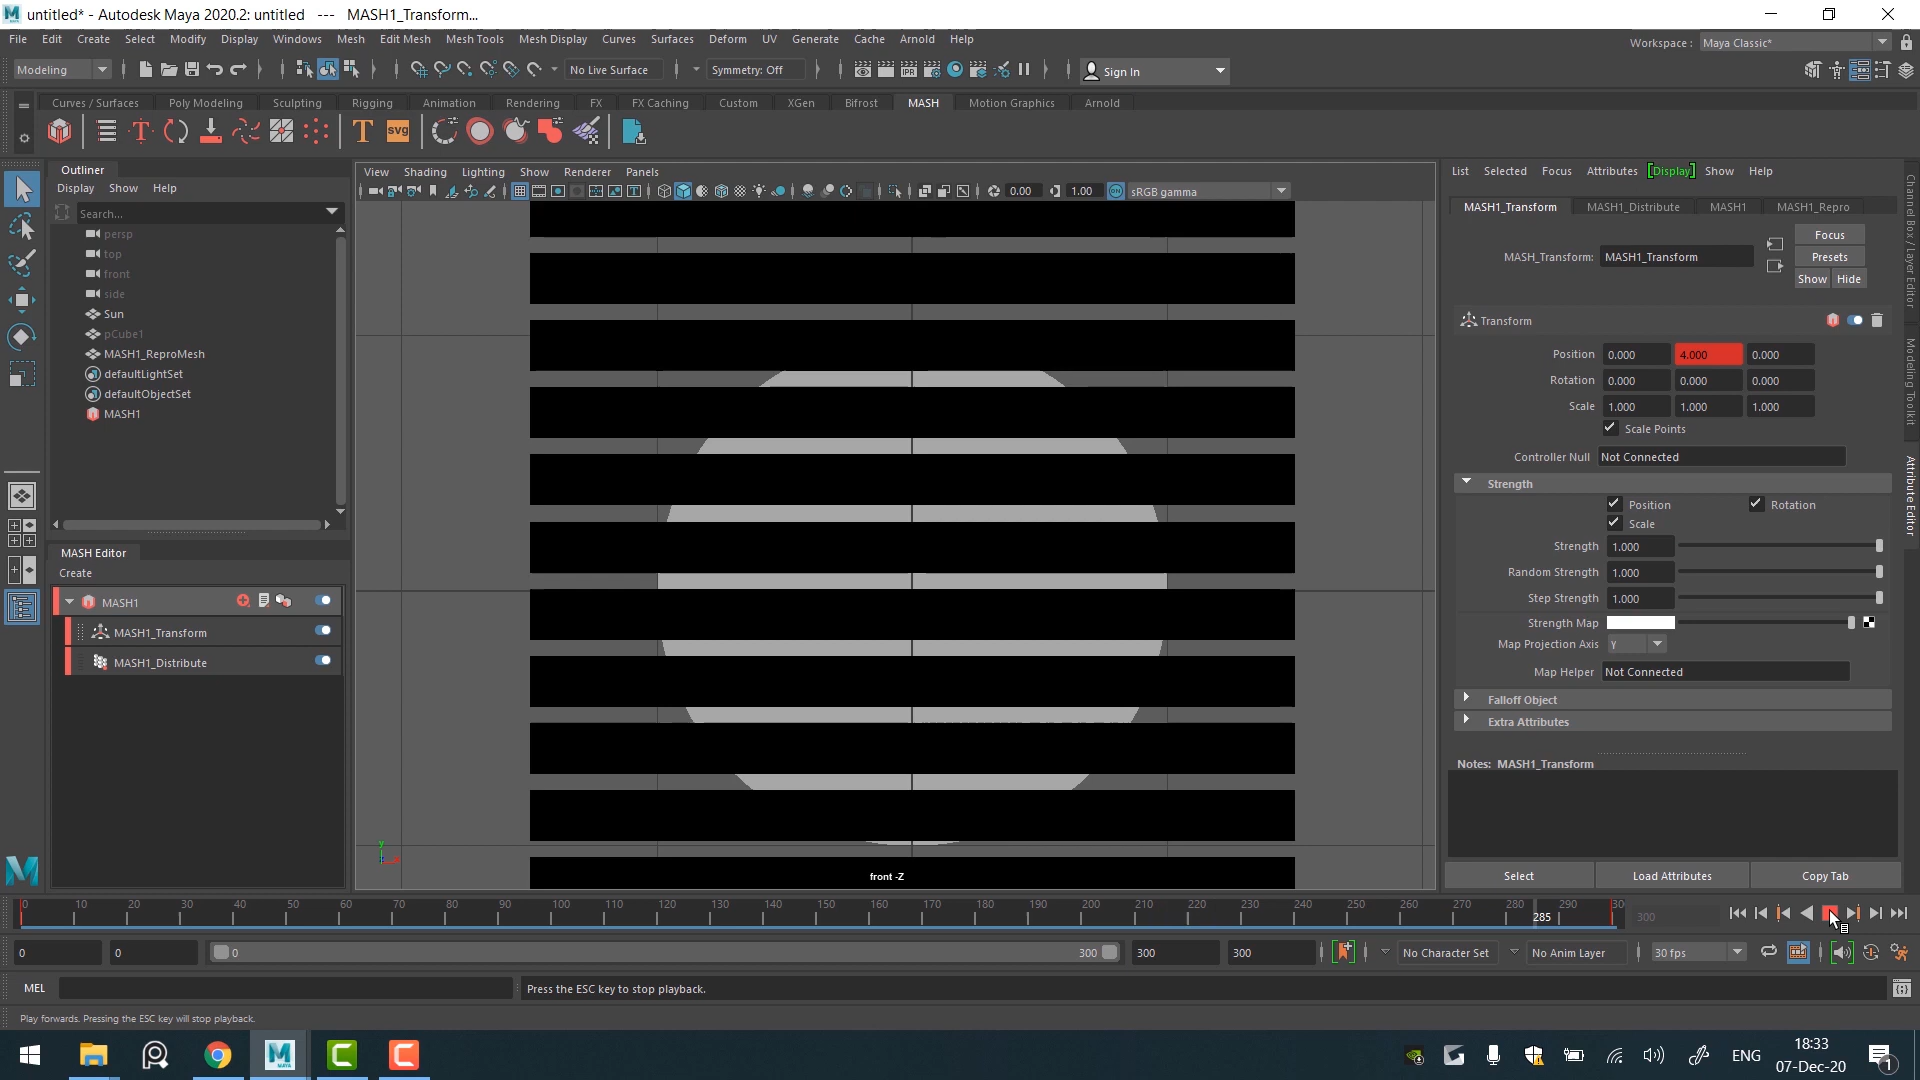 untitled* - Autodesk Maya 2020.2: untitled --- MASH1_Transform...
File Edit Create Select Modify Display Windows Mesh Edit Mesh Mesh Tools Mesh Display Curves Surfaces Deform UV Generate Cache Arnold Help
Workspace : Maya Classic*
Modeling
No Live Surface
Symmetry: Off
Sign In
Curves / Surfaces Poly Modeling Sculpting Rigging Animation Rendering FX FX Caching Custom XGen Bifrost MASH Motion Graphics Arnold
Outliner
Display Show Help
Search...
persp
top
front
side
Sun
pCube1
MASH1_ReproMesh
defaultLightSet
defaultObjectSet
MASH1
MASH Editor
Create
MASH1
MASH1_Transform
MASH1_Distribute
View Shading Lighting Show Renderer Panels
0.00 1.00 sRGB gamma
front -Z
List Selected Focus Attributes [Display] Show Help
MASH1_Transform MASH1_Distribute MASH1 MASH1_Repro
MASH_Transform: MASH1_Transform
Focus
Presets
Show Hide
Transform
Position 0.000 4.000 0.000
Rotation 0.000 0.000 0.000
Scale 1.000 1.000 1.000
Scale Points
Controller Null Not Connected
Strength
Position Rotation
Scale
Strength 1.000
Random Strength 1.000
Step Strength 1.000
Strength Map
Map Projection Axis y
Map Helper Not Connected
Falloff Object
Extra Attributes
Notes: MASH1_Transform
Select Load Attributes Copy Tab
Channel Box / Layer Editor
Modeling Toolkit
Attribute Editor
0 10 20 30 40 50 60 70 80 90 100 110 120 130 140 150 160 170 180 190 200 210 220 230 240 250 260 270 280 290 30
285
300
0 0 0 300 300 300 No Character Set No Anim Layer 30 fps
MEL
Press the ESC key to stop playback.
Play forwards. Pressing the ESC key will stop playback.
ENG
18:33
07-Dec-20
1